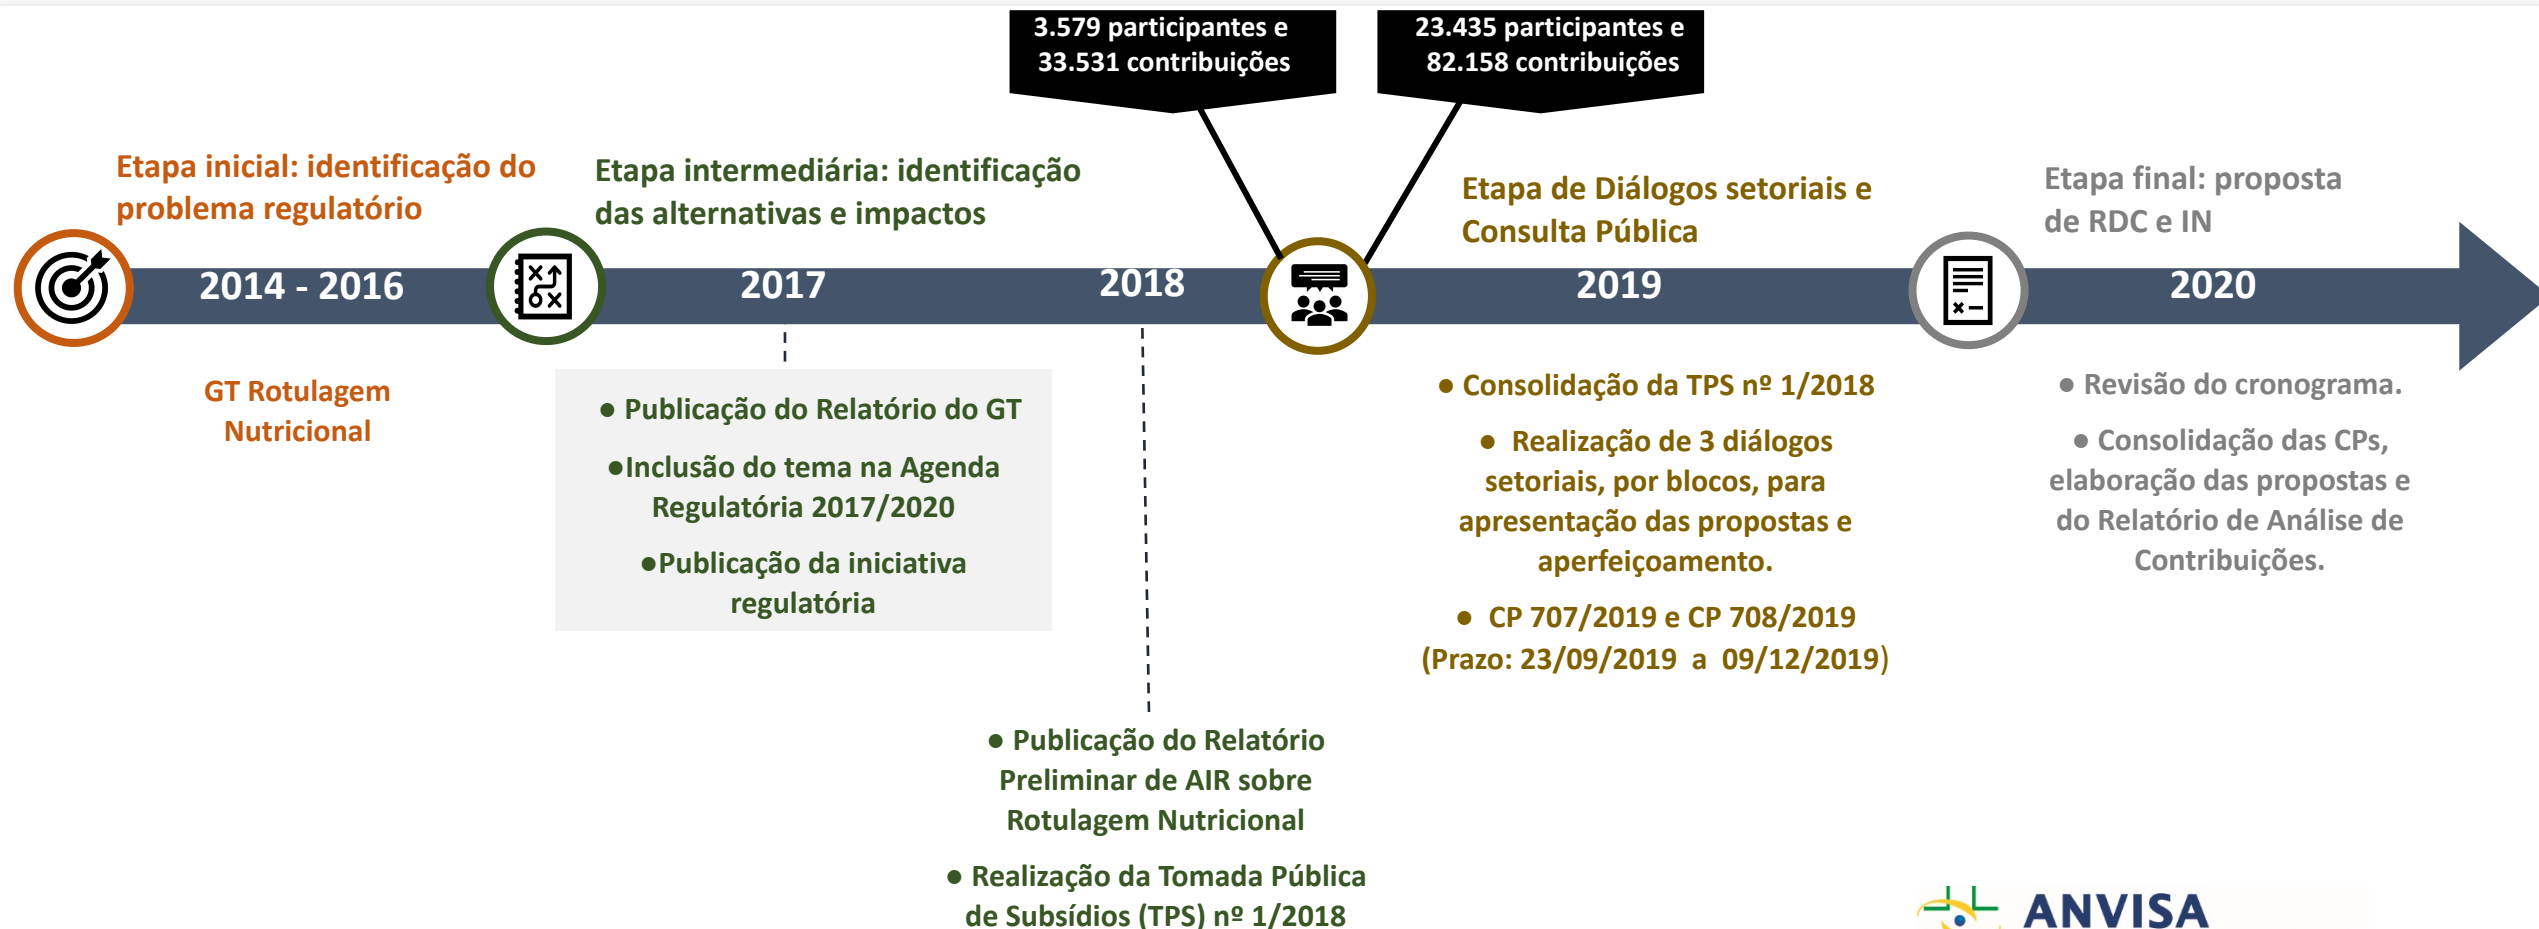 3.579 participantes e
33.531 contribuições
23.435 participantes e
82.158 contribuições
Etapa inicial: identificação do
problema regulatório
Etapa intermediária: identificação
das alternativas e impactos
Etapa de Diálogos setoriais e
Consulta Pública
Etapa final: proposta
de RDC e IN
2014 - 2016
2017
2018
2019
2020
GT Rotulagem
Nutricional
● Publicação do Relatório do GT
●Inclusão do tema na Agenda
Regulatória 2017/2020
●Publicação da iniciativa
regulatória
● Publicação do Relatório
Preliminar de AIR sobre
Rotulagem Nutricional
● Realização da Tomada Pública
de Subsídios (TPS) nº 1/2018
● Consolidação da TPS nº 1/2018
● Realização de 3 diálogos
setoriais, por blocos, para
apresentação das propostas e
aperfeiçoamento.
● CP 707/2019 e CP 708/2019
(Prazo: 23/09/2019 a 09/12/2019)
● Revisão do cronograma.
● Consolidação das CPs,
elaboração das propostas e
do Relatório de Análise de
Contribuições.
ANVISA